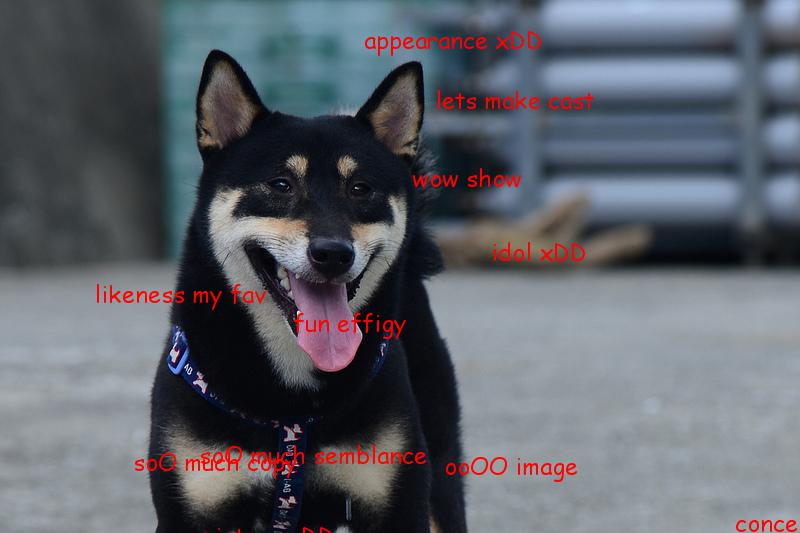 appearance xDD
lets make cast
wow show
idol xDD
likeness my fav
fun effigy
soO much semblance
soO much copy
ooOO image
conce